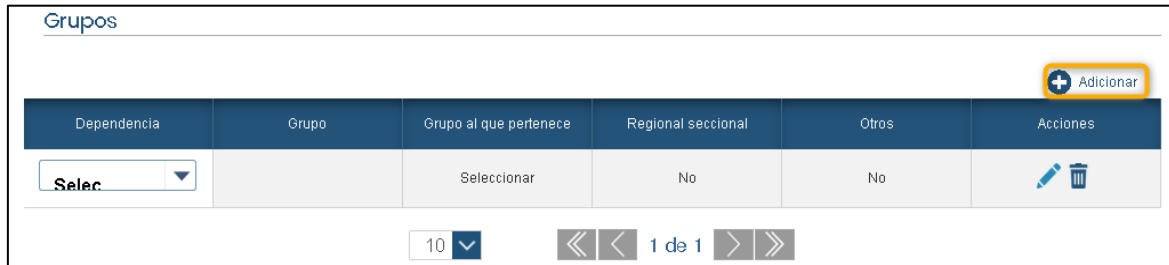 Grupos
Adicionar
Dependencia Grupo Grupo al que pertenece Regional seccional Otros Acciones
Selec Seleccionar No No
10 1 de 1